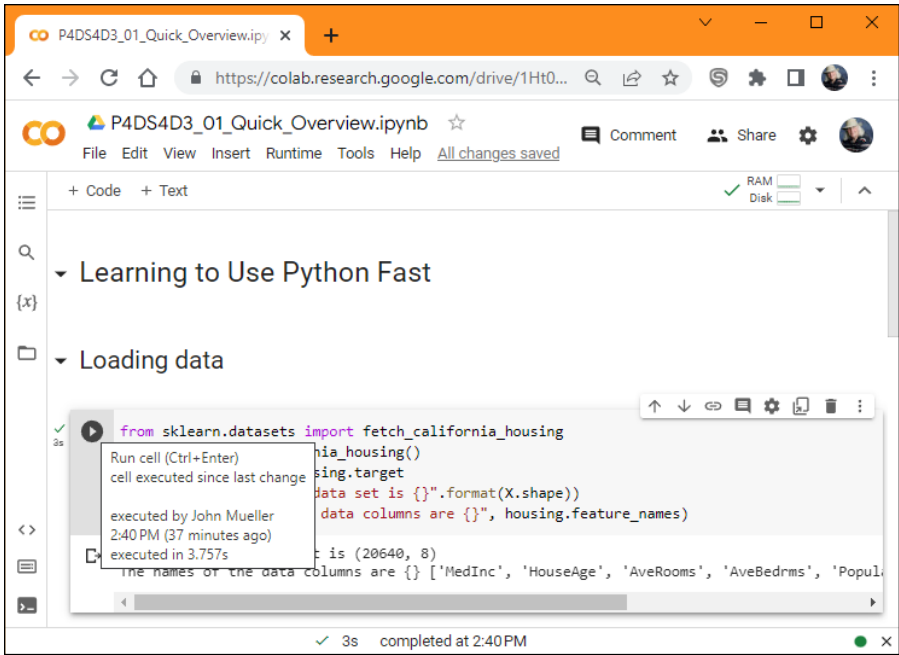 P4DS4D3_01_Quick_Overview.ipy
https://colab.research.google.com/drive/1Ht0...
P4DS4D3_01_Quick_Overview.ipynb
Comment Share
File Edit View Insert Runtime Tools Help All changes saved
+ Code + Text
RAM
Disk
Learning to Use Python Fast
{x}
Loading data
3s
from sklearn.datasets import fetch_california_housing
nia_housing()
sing.target
data set is {}".format(X.shape))
data columns are {}", housing.feature_names)
Run cell (Ctrl+Enter)
cell executed since last change
executed by John Mueller
2:40 PM (37 minutes ago)
executed in 3.757s
t is (20640, 8)
The names of the data columns are {} ['MedInc', 'HouseAge', 'AveRooms', 'AveBedrms', 'Popula
3s completed at 2:40 PM